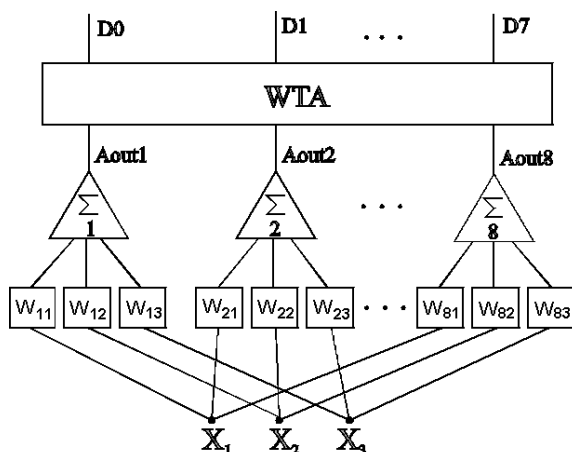 D0 D1 . . . D7
WTA
Aout1 Aout2 Aout8
Σ Σ . . . Σ
1 2 8
W11 W12 W13 W21 W22 W23 . . . W81 W82 W83
X1 X2 X3